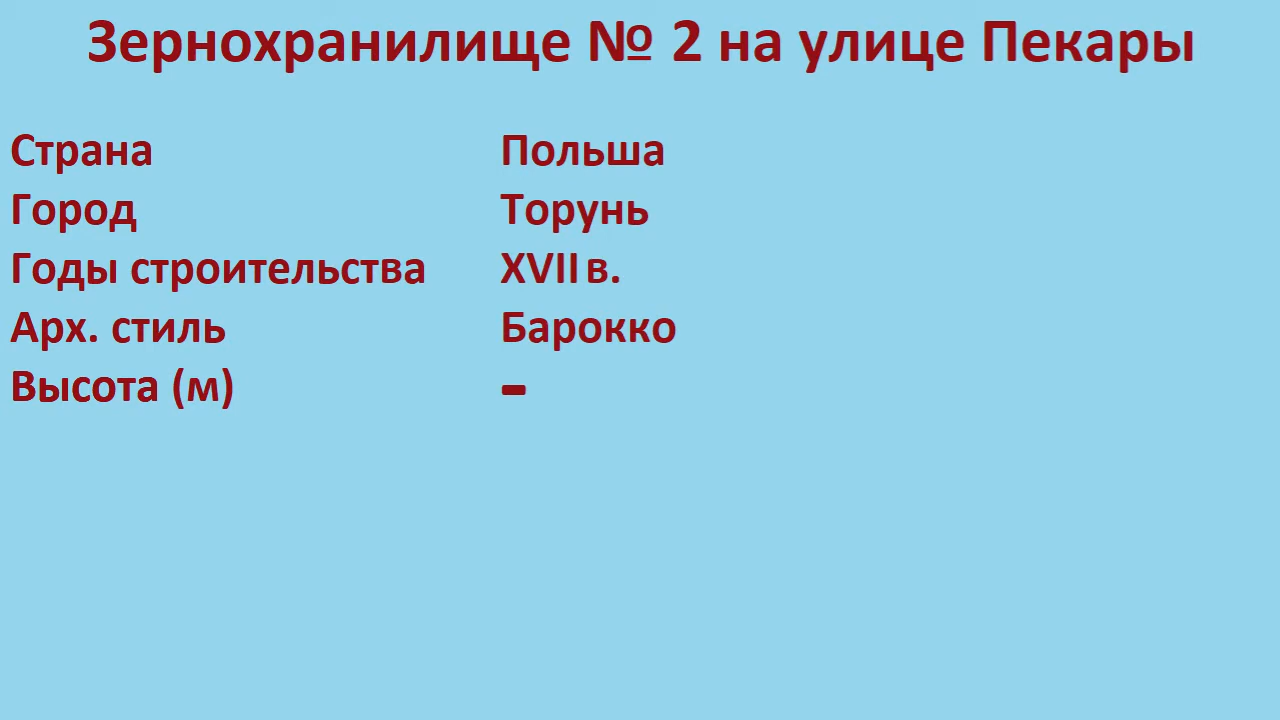 Зернохранилище № 2 на улице Пекары
Страна Польша
Город Торунь
Годы строительства XVII в.
Арх. стиль Барокко
Высота (м) -